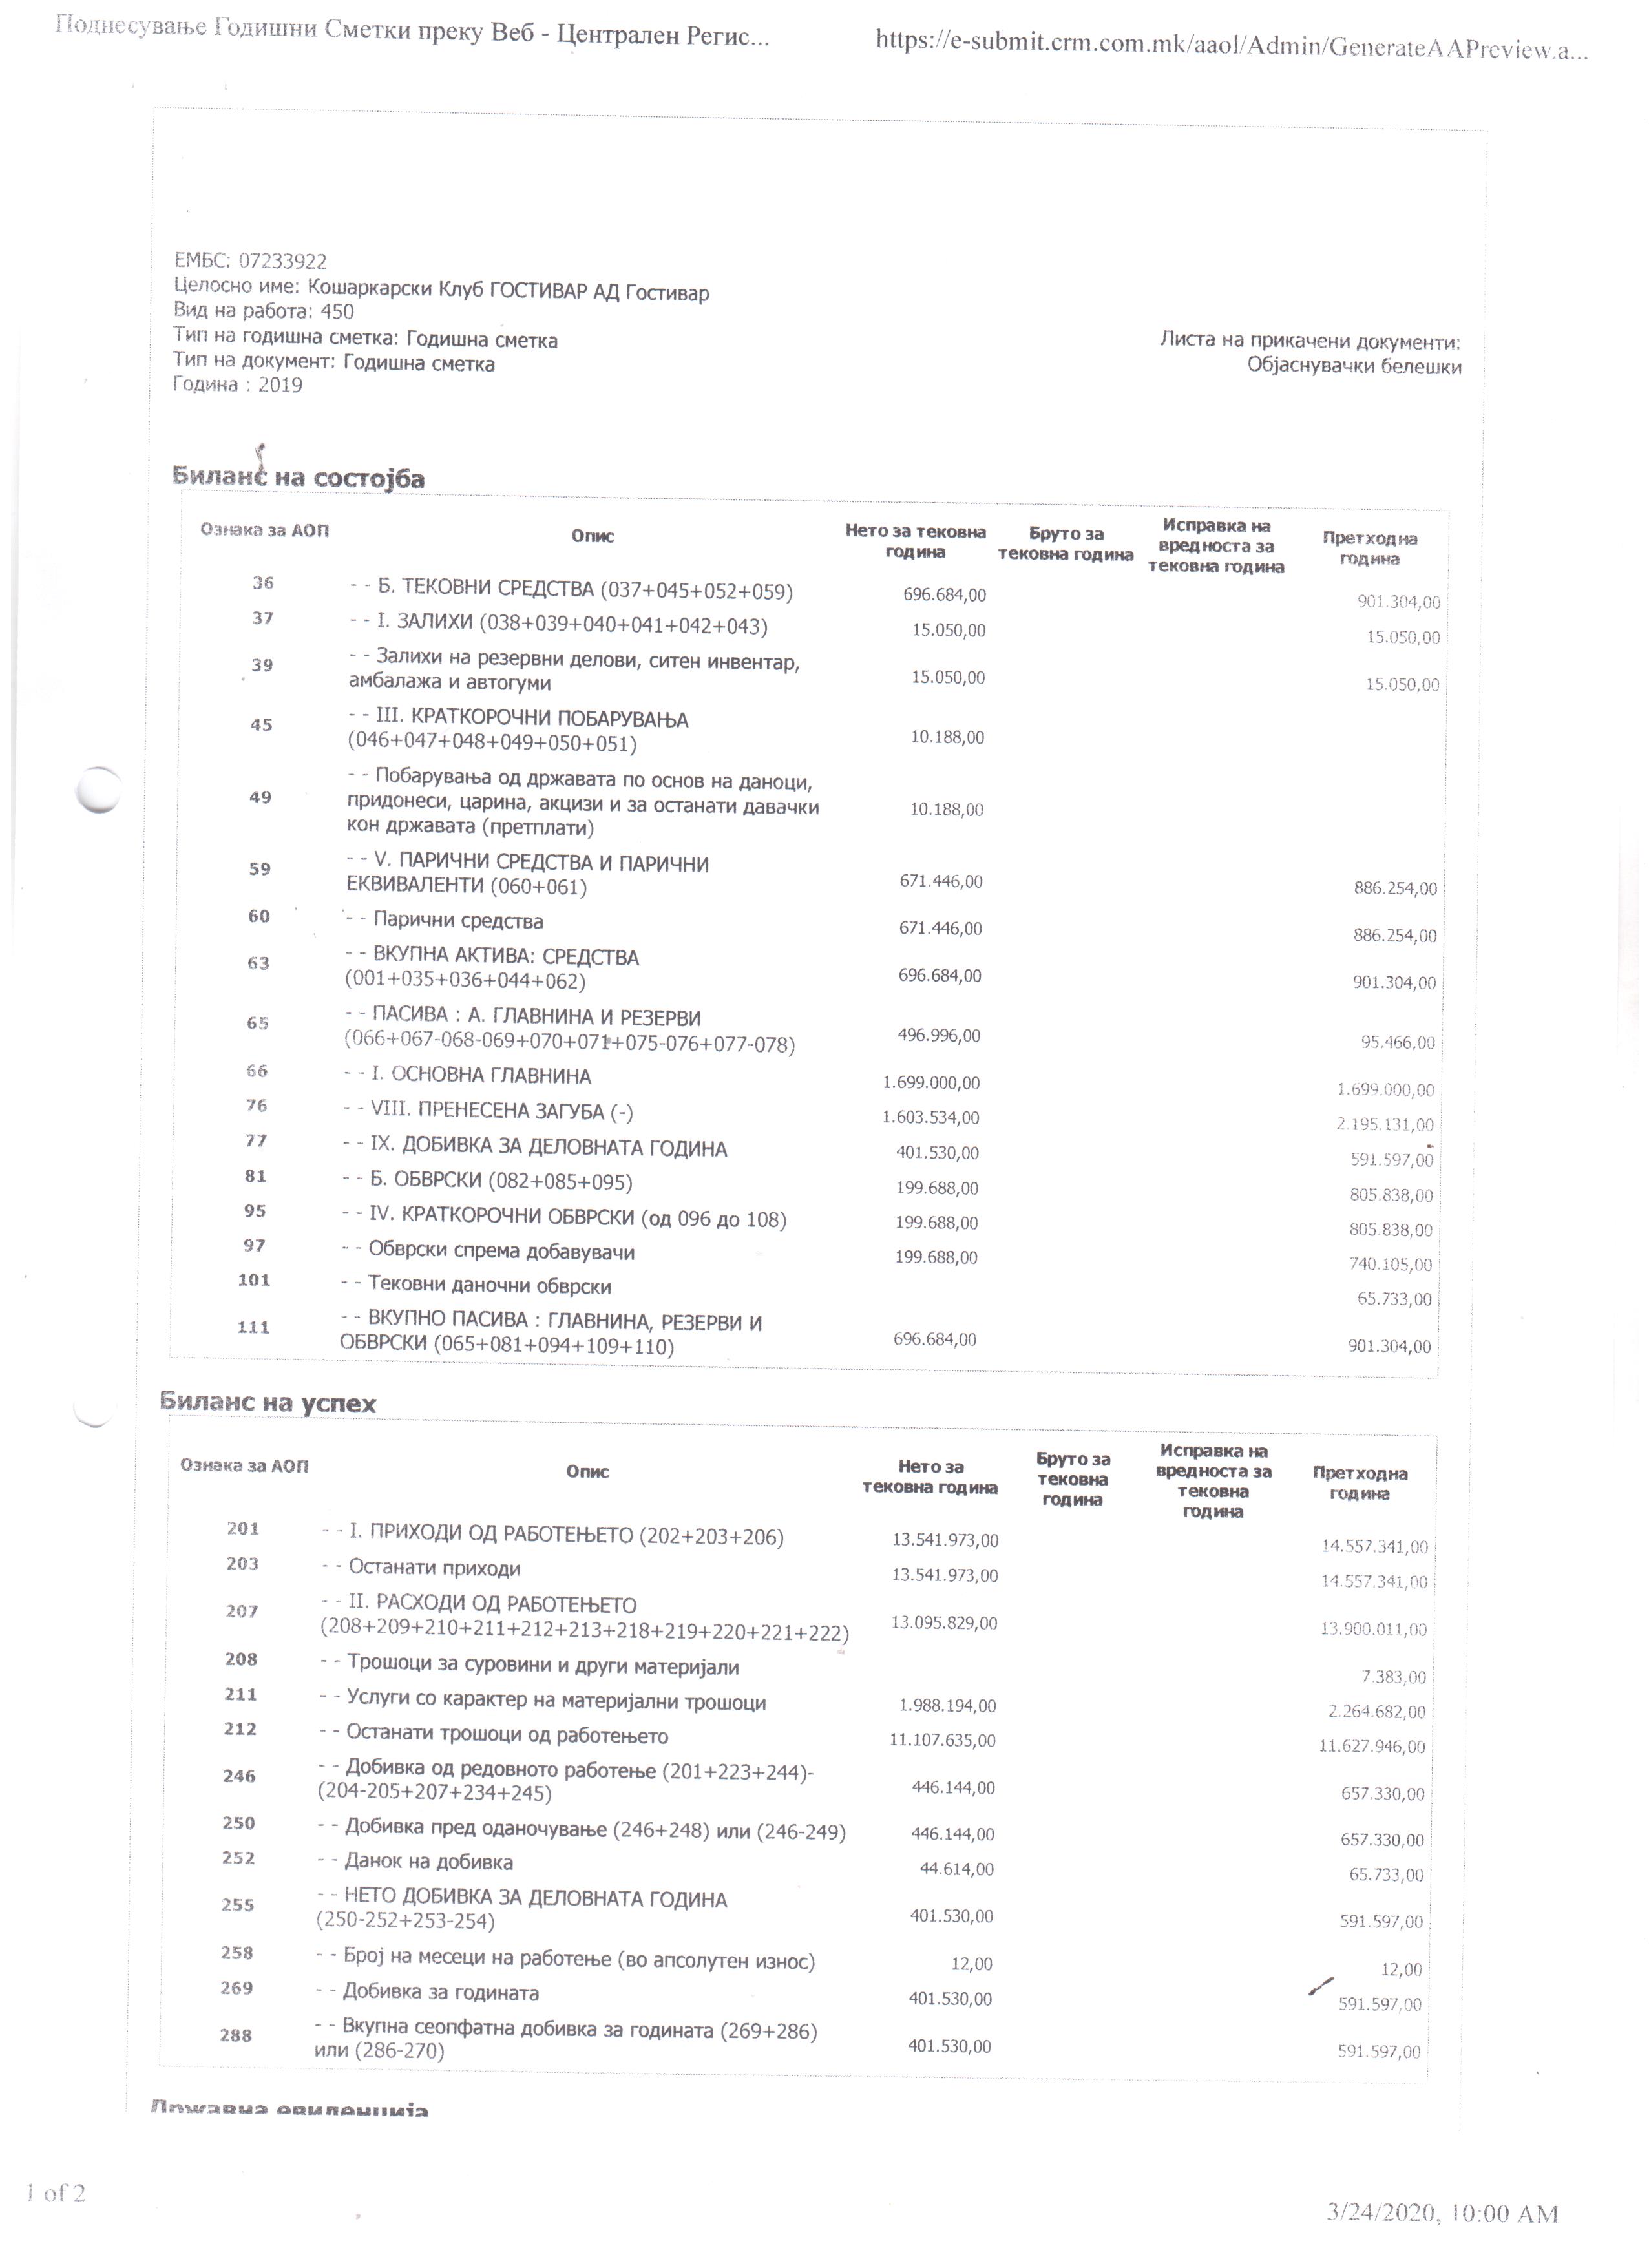 Поднесување Годишни Сметки преку Веб - Централен Регис...
https://e-submit.crm.com.mk/aaol/Admin/GenerateAAPreview.a...
ЕМБС: 07233922
Целосно име: Кошаркарски Клуб ГОСТИВАР АД Гостивар
Вид на работа: 450
Тип на годишна сметка: Годишна сметка
Тип на документ: Годишна сметка
Година : 2019
Листа на прикачени документи:
Објаснувачки белешки
Биланс на состојба
Ознака за АОП Опис Нето за тековна година Бруто за тековна година Исправка на вредноста за тековна година Претходна година
36 - - Б. ТЕКОВНИ СРЕДСТВА (037+045+052+059) 696.684,00 901.304,00
37 - - I. ЗАЛИХИ (038+039+040+041+042+043) 15.050,00 15.050,00
39 - - Залихи на резервни делови, ситен инвентар,
амбалажа и автогуми 15.050,00 15.050,00
45 - - III. КРАТКОРОЧНИ ПОБАРУВАЊА
(046+047+048+049+050+051) 10.188,00
- - Побарувања од државата по основ на даноци,
49 придонеси, царина, акцизи и за останати давачки 10.188,00
кон државата (претплати)
59 - - V. ПАРИЧНИ СРЕДСТВА И ПАРИЧНИ
ЕКВИВАЛЕНТИ (060+061) 671.446,00 886.254,00
60 - - Парични средства 671.446,00 886.254,00
63 - - ВКУПНА АКТИВА: СРЕДСТВА
(001+035+036+044+062) 696.684,00 901.304,00
65 - - ПАСИВА : А. ГЛАВНИНА И РЕЗЕРВИ
(066+067-068-069+070+071+075-076+077-078) 496.996,00 95.466,00
66 - - I. ОСНОВНА ГЛАВНИНА 1.699.000,00 1.699.000,00
76 - - VIII. ПРЕНЕСЕНА ЗАГУБА (-) 1.603.534,00 2.195.131,00
77 - - IX. ДОБИВКА ЗА ДЕЛОВНАТА ГОДИНА 401.530,00 591.597,00
81 - - Б. ОБВРСКИ (082+085+095) 199.688,00 805.838,00
95 - - IV. КРАТКОРОЧНИ ОБВРСКИ (од 096 до 108) 199.688,00 805.838,00
97 - - Обврски спрема добавувачи 199.688,00 740.105,00
101 - - Тековни даночни обврски 65.733,00
111 - - ВКУПНО ПАСИВА : ГЛАВНИНА, РЕЗЕРВИ И
ОБВРСКИ (065+081+094+109+110) 696.684,00 901.304,00
Биланс на успех
Ознака за АОП Опис Нето за тековна година Бруто за тековна година Исправка на вредноста за тековна година Претходна година
201 - - I. ПРИХОДИ ОД РАБОТЕЊЕТО (202+203+206) 13.541.973,00 14.557.341,00
203 - - Останати приходи 13.541.973,00 14.557.341,00
207 - - II. РАСХОДИ ОД РАБОТЕЊЕТО
(208+209+210+211+212+213+218+219+220+221+222) 13.095.829,00 13.900.011,00
208 - - Трошоци за суровини и други материјали 7.383,00
211 - - Услуги со карактер на материјални трошоци 1.988.194,00 2.264.682,00
212 - - Останати трошоци од работењето 11.107.635,00 11.627.946,00
246 - - Добивка од редовното работење (201+223+244)-
(204-205+207+234+245) 446.144,00 657.330,00
250 - - Добивка пред оданочување (246+248) или (246-249) 446.144,00 657.330,00
252 - - Данок на добивка 44.614,00 65.733,00
255 - - НЕТО ДОБИВКА ЗА ДЕЛОВНАТА ГОДИНА
(250-252+253-254) 401.530,00 591.597,00
258 - - Број на месеци на работење (во апсолутен износ) 12,00 12,00
269 - - Добивка за годината 401.530,00 591.597,00
288 - - Вкупна сеопфатна добивка за годината (269+286)
или (286-270) 401.530,00 591.597,00
Државна евиденција
1 of 2
3/24/2020, 10:00 AM